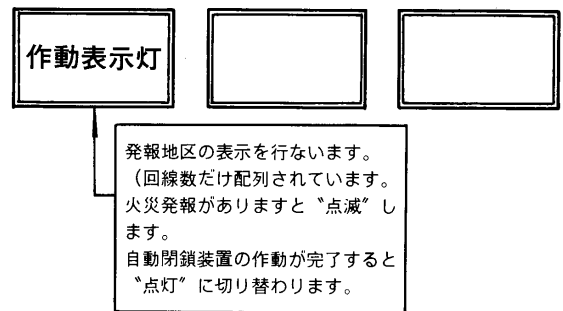 作動表示灯
発報地区の表示を行ないます。
（回線数だけ配列されています。
火災発報がありますと〝点滅〟し
ます。
自動閉鎖装置の作動が完了すると
〝点灯〟に切り替わります。